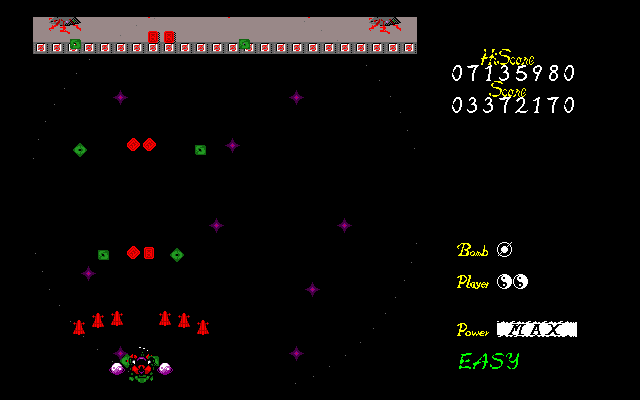 HiScore
07135980
Score
03372170
Bomb
Player
Power MAX
EASY